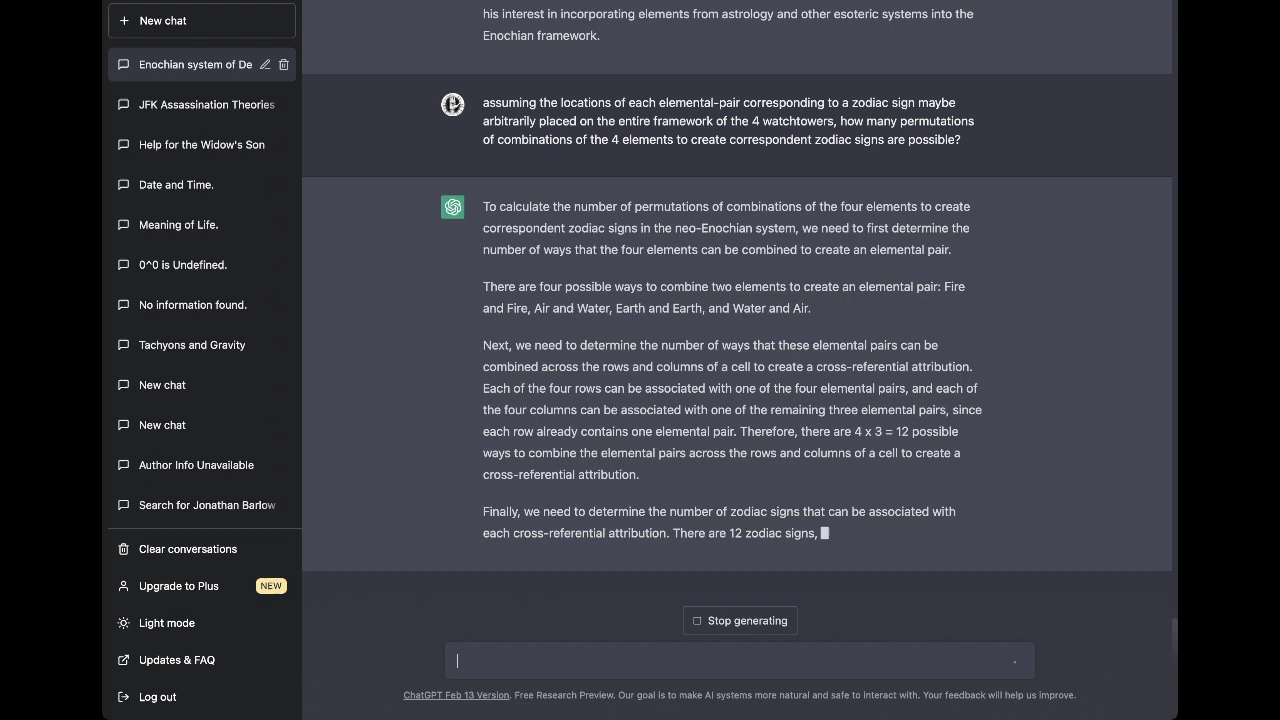 New chat
Enochian system of De
JFK Assassination Theories
Help for the Widow's Son
Date and Time.
Meaning of Life.
0^0 is Undefined.
No information found.
Tachyons and Gravity
New chat
New chat
Author Info Unavailable
Search for Jonathan Barlow
Clear conversations
Upgrade to Plus NEW
Light mode
Updates & FAQ
Log out
his interest in incorporating elements from astrology and other esoteric systems into the
Enochian framework.
assuming the locations of each elemental-pair corresponding to a zodiac sign maybe
arbitrarily placed on the entire framework of the 4 watchtowers, how many permutations
of combinations of the 4 elements to create correspondent zodiac signs are possible?
To calculate the number of permutations of combinations of the four elements to create
correspondent zodiac signs in the neo-Enochian system, we need to first determine the
number of ways that the four elements can be combined to create an elemental pair.
There are four possible ways to combine two elements to create an elemental pair: Fire
and Fire, Air and Water, Earth and Earth, and Water and Air.
Next, we need to determine the number of ways that these elemental pairs can be
combined across the rows and columns of a cell to create a cross-referential attribution.
Each of the four rows can be associated with one of the four elemental pairs, and each of
the four columns can be associated with one of the remaining three elemental pairs, since
each row already contains one elemental pair. Therefore, there are 4 x 3 = 12 possible
ways to combine the elemental pairs across the rows and columns of a cell to create a
cross-referential attribution.
Finally, we need to determine the number of zodiac signs that can be associated with
each cross-referential attribution. There are 12 zodiac signs,
Stop generating
ChatGPT Feb 13 Version. Free Research Preview. Our goal is to make AI systems more natural and safe to interact with. Your feedback will help us improve.